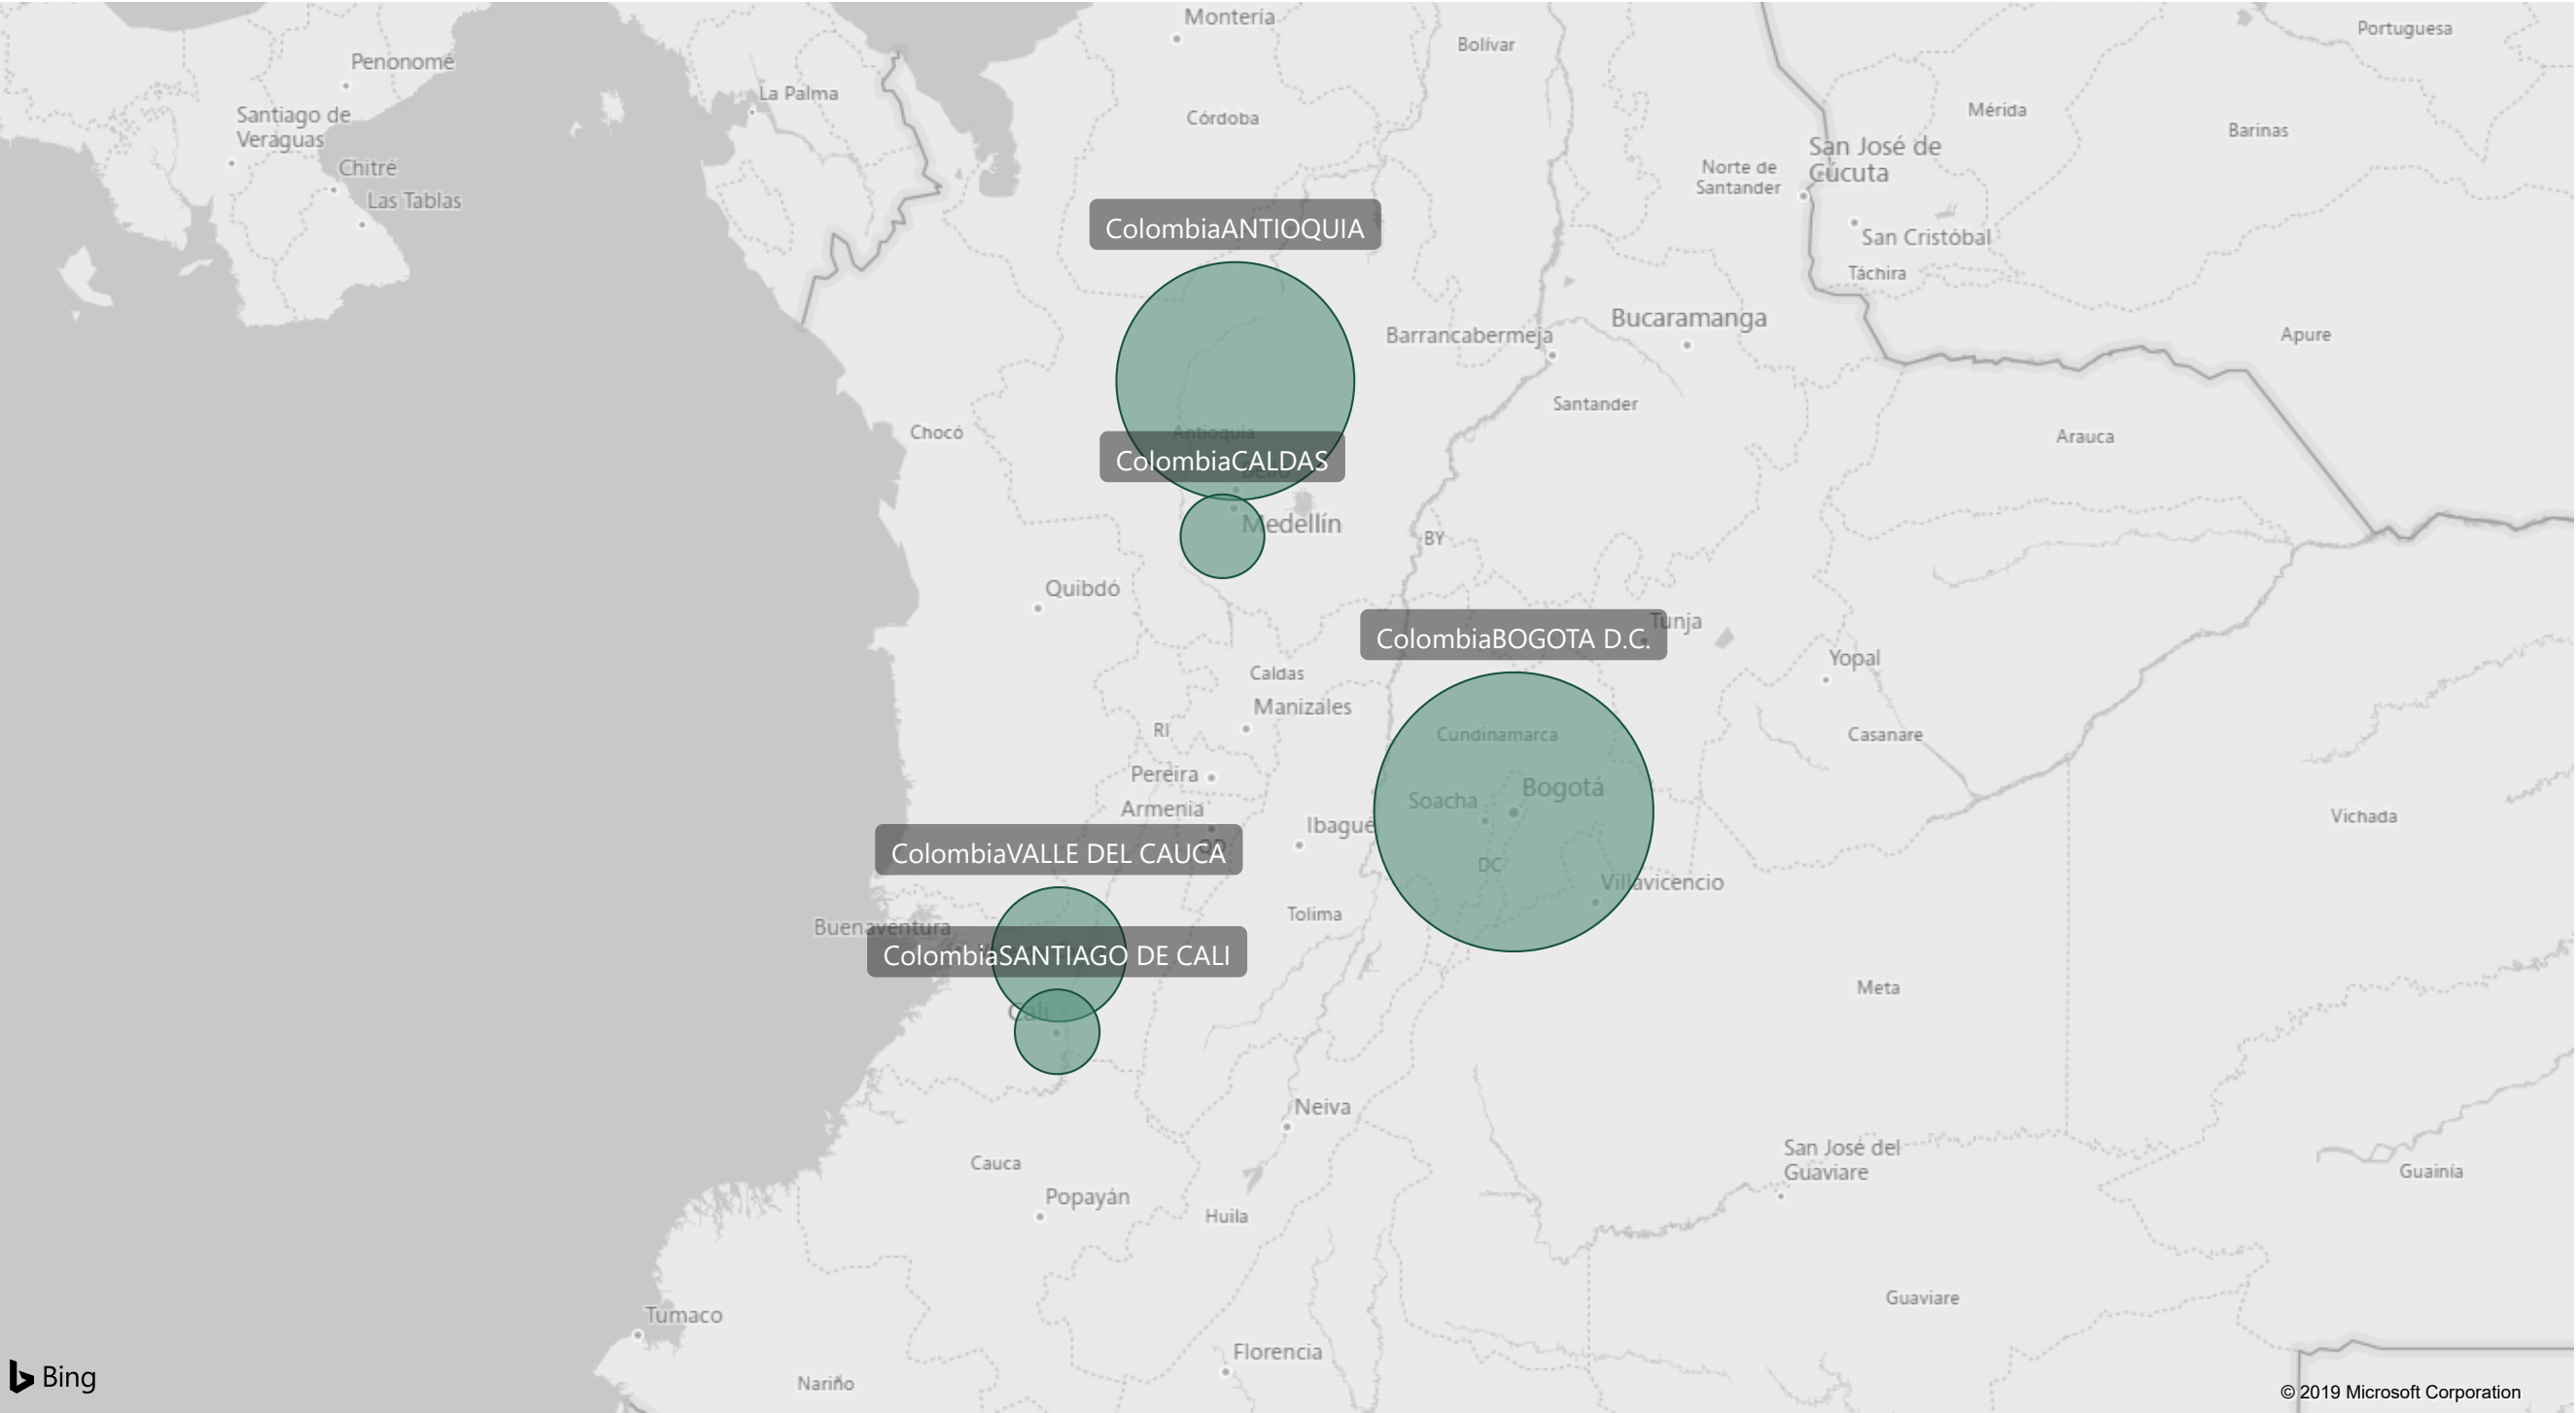 Montería
Bolívar
Portuguesa
Penonomé
La Palma
Santiago de
Veraguas
Córdoba
Mérida
Barinas
San José de
Cúcuta
Norte de
Santander
Chitré
Las Tablas
ColombiaANTIOQUIA
San Cristóbal
Táchira
Bucaramanga
Barrancabermeja
Apure
Santander
Chocó
Antioquia
Arauca
ColombiaCALDAS
Medellín
BY
Quibdó
Tunja
ColombiaBOGOTA D.C.
Yopal
Caldas
Manizales
RI
Cundinamarca
Casanare
Pereira
Bogotá
Soacha
Armenia
Ibagué
Vichada
ColombiaVALLE DEL CAUCA
DC
Villavicencio
Tolima
Buenaventura
ColombiaSANTIAGO DE CALI
Meta
Cali
Neiva
San José del
Guaviare
Cauca
Guainía
Popayán
Huila
Guaviare
Tumaco
Florencia
Bing
Nariño
© 2019 Microsoft Corporation